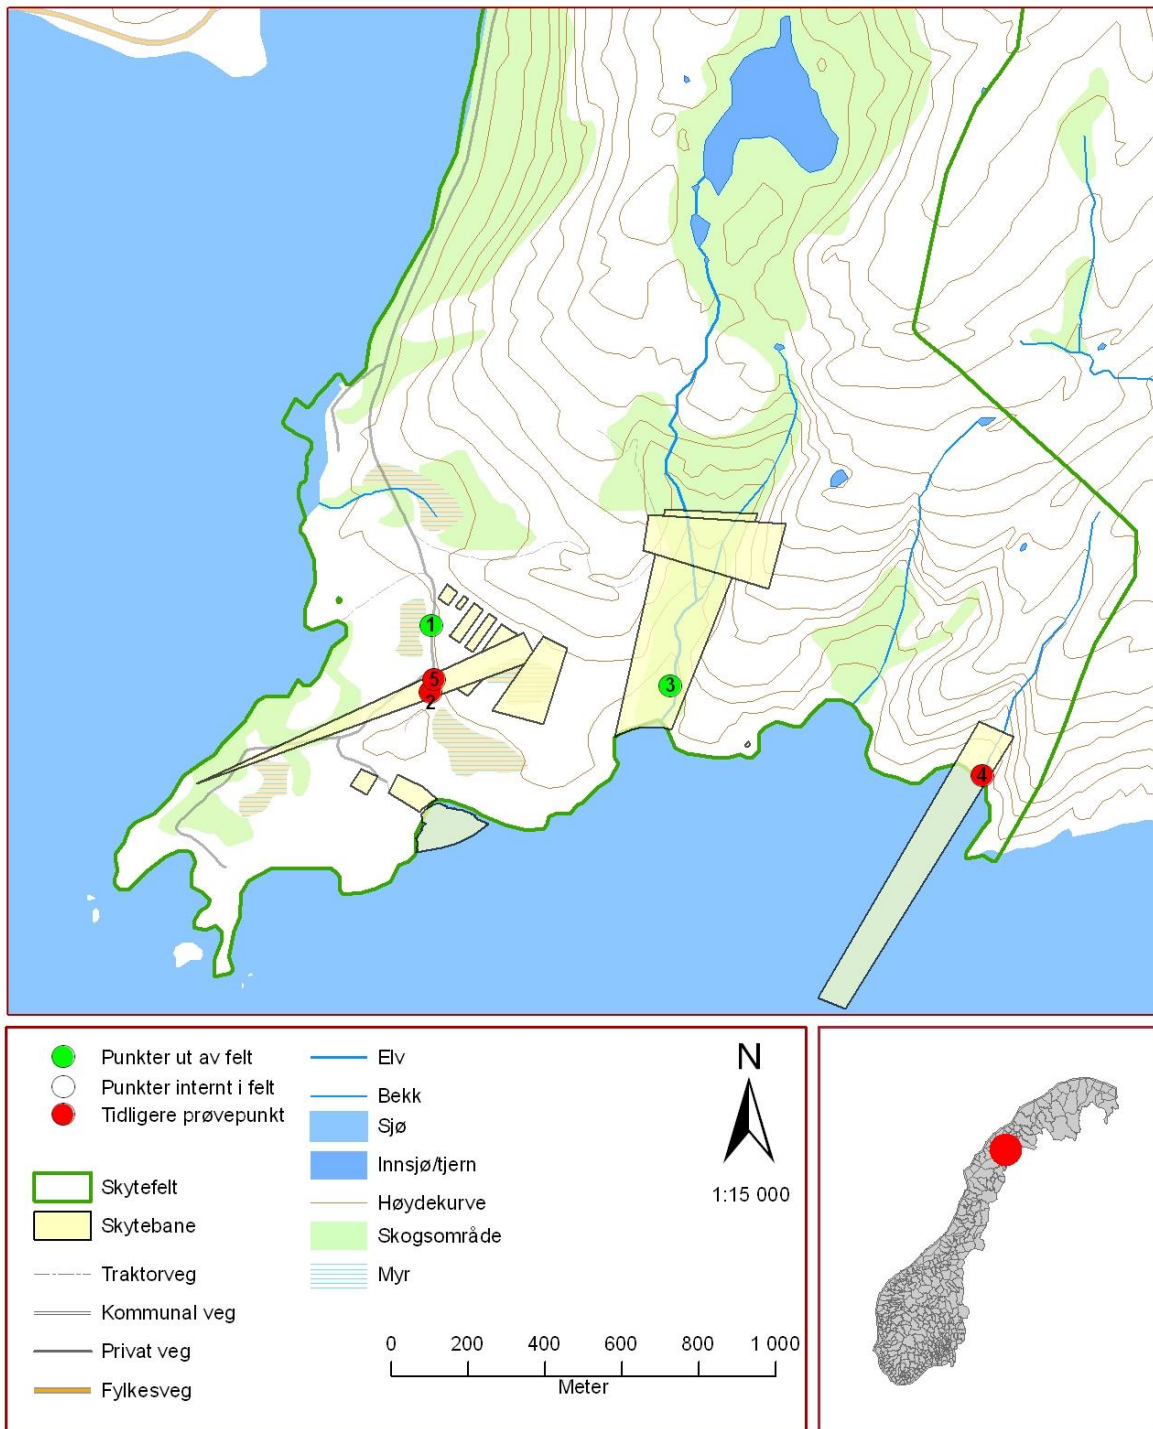 1
5
2
3
4
Punkter ut av felt
Punkter internt i felt
Tidligere prøvepunkt
Skytefelt
Skytebane
Traktorveg
Kommunal veg
Privat veg
Fylkesveg
Elv
Bekk
Sjø
Innsjø/tjern
Høydekurve
Skogsområde
Myr
N
1:15 000
0 200 400 600 800 1 000
Meter